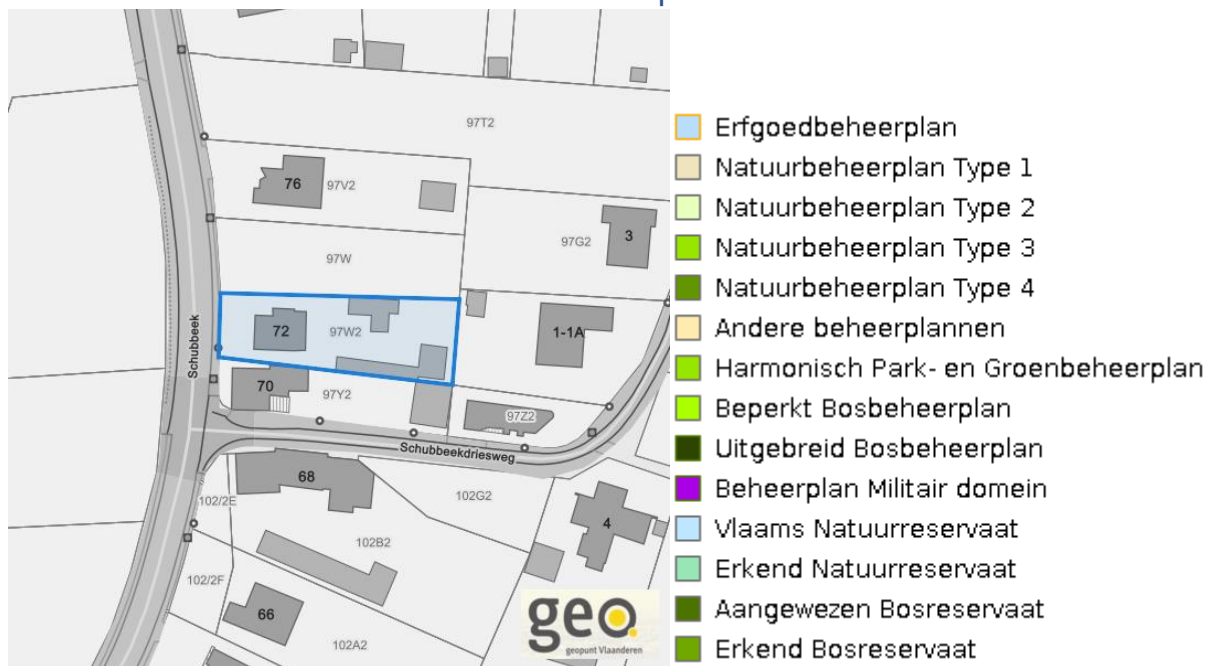 97T2
76
97V2
3
97G2
97W
72
97W2
1-1A
Schubbeek
70
97Y2
97Z2
Schubbeekdriesweg
68
102/2E
102G2
4
102B2
102/2F
66
102A2
geo.
geopunt Vlaanderen
Erfgoedbeheerplan
Natuurbeheerplan Type 1
Natuurbeheerplan Type 2
Natuurbeheerplan Type 3
Natuurbeheerplan Type 4
Andere beheerplannen
Harmonisch Park- en Groenbeheerplan
Beperkt Bosbeheerplan
Uitgebreid Bosbeheerplan
Beheerplan Militair domein
Vlaams Natuurreservaat
Erkend Natuurreservaat
Aangewezen Bosreservaat
Erkend Bosreservaat